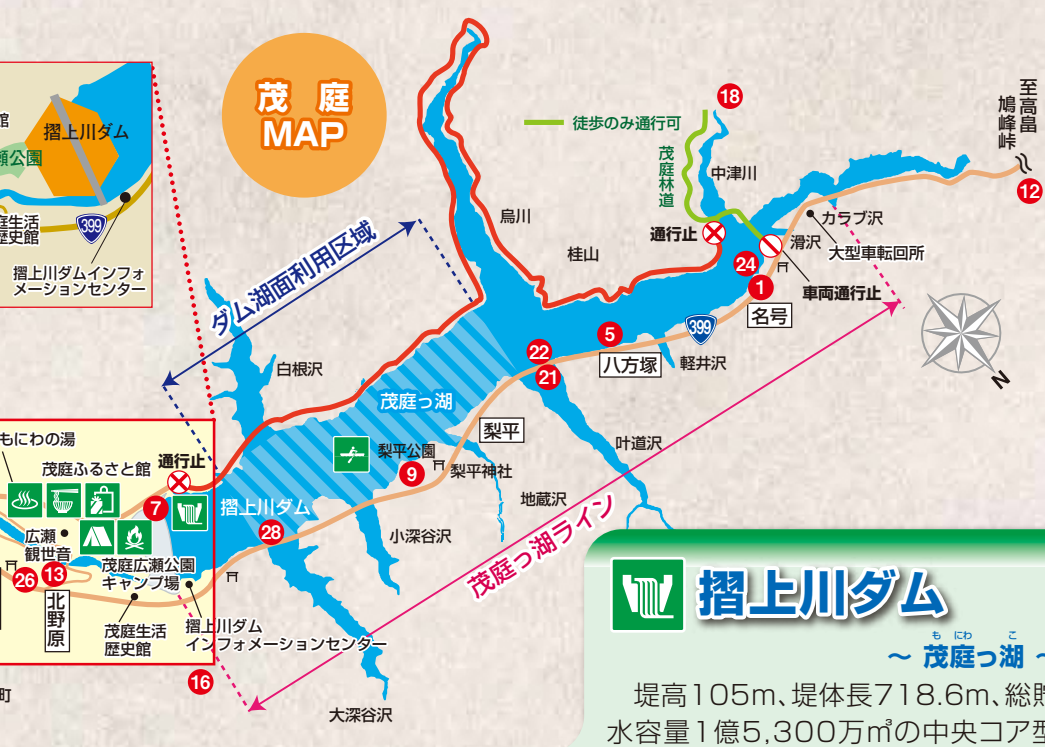 茂庭
MAP
館
摺上川ダム
瀬公園
庭生活
歴史館
399
摺上川ダムインフォ
メーションセンター
徒歩のみ通行可
18
至高畠
鳩峰峠
12
茂庭林道
中津川
烏川
桂山
通行止
カラブ沢
滑沢
大型車転回所
24
1
車両通行止
名号
399
5
八方塚
軽井沢
22
21
N
ダム湖面利用区域
白根沢
茂庭っ湖
梨平
梨平公園
9
梨平神社
叶道沢
地蔵沢
小深谷沢
茂庭っ湖ライン
もにわの湯
茂庭ふるさと館
通行止
7
摺上川ダム
28
広瀬
観世音
26
13
北野原
茂庭広瀬公園
キャンプ場
茂庭生活
歴史館
摺上川ダム
インフォメーションセンター
16
大深谷沢
町
摺上川ダム
もにわ こ
~ 茂庭っ湖 ~
堤高105m、堤体長718.6m、総貯
水容量1億5,300万㎥の中央コア型